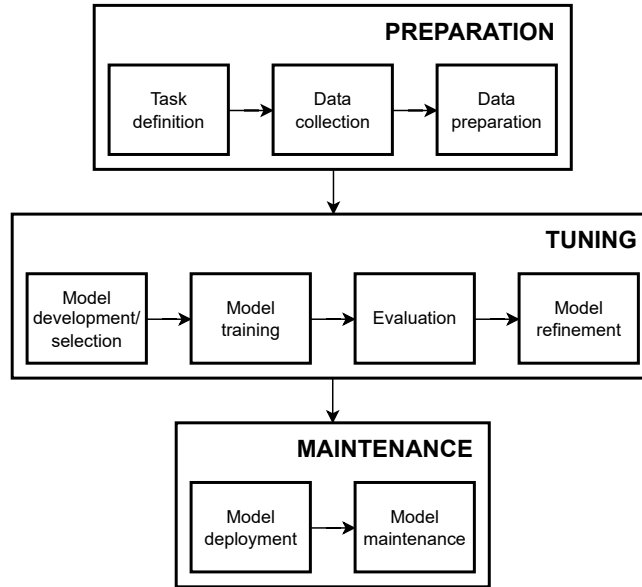 PREPARATION
Task
definition
Data
collection
Data
preparation
TUNING
Model
development/
selection
Model
training
Evaluation
Model
refinement
MAINTENANCE
Model
deployment
Model
maintenance